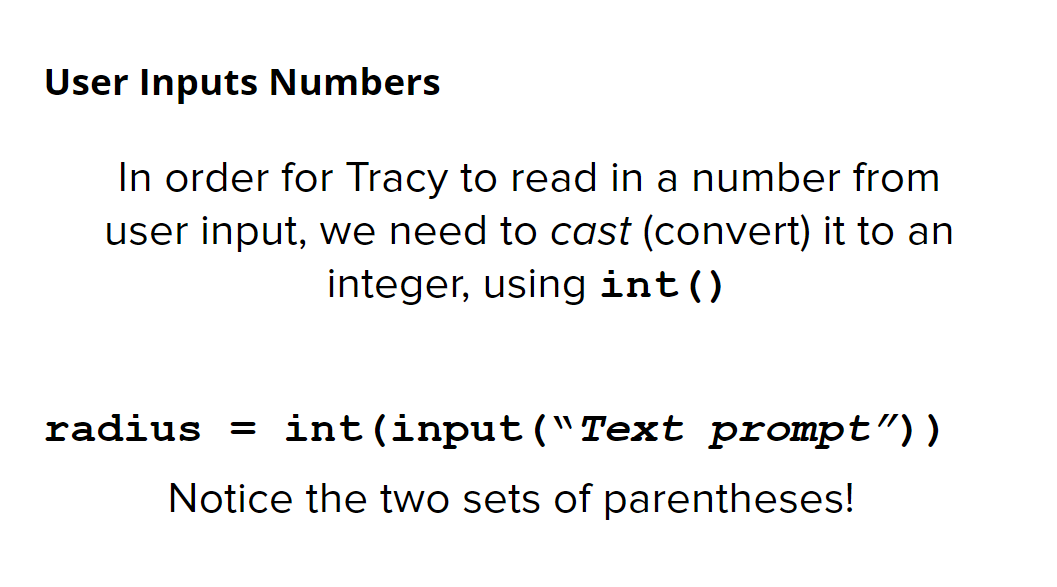 User Inputs Numbers
In order for Tracy to read in a number from
user input, we need to cast (convert) it to an
integer, using int()
radius = int(input(“Text prompt”))
Notice the two sets of parentheses!